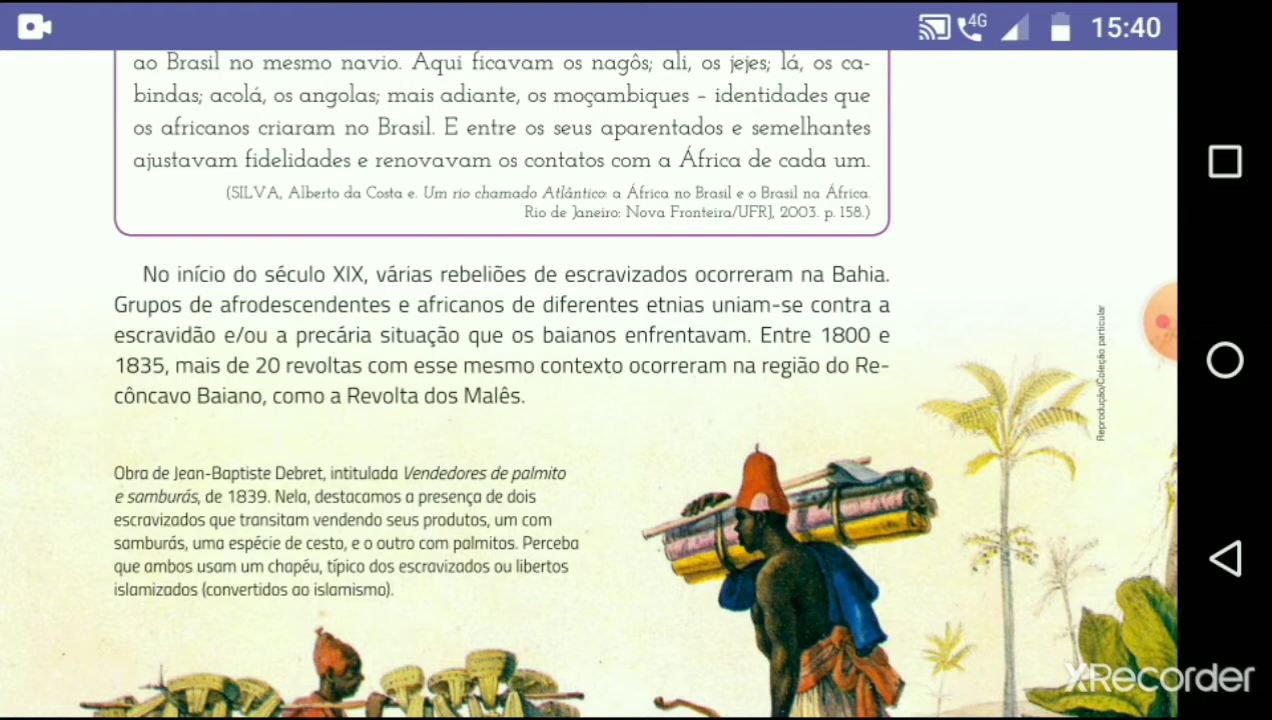 4G
15:40
ao Brasil no mesmo navio. Aqui ficavam os nagôs; ali, os jejes; lá, os ca-
bindas; acolá, os angolas; mais adiante, os moçambiques – identidades que
os africanos criaram no Brasil. E entre os seus aparentados e semelhantes
ajustavam fidelidades e renovavam os contatos com a África de cada um.
(SILVA, Alberto da Costa e. Um rio chamado Atlântico: a África no Brasil e o Brasil na África.
Rio de Janeiro: Nova Fronteira/UFRJ, 2003. p. 158.)
No início do século XIX, várias rebeliões de escravizados ocorreram na Bahia.
Grupos de afrodescendentes e africanos de diferentes etnias uniam-se contra a
escravidão e/ou a precária situação que os baianos enfrentavam. Entre 1800 e
1835, mais de 20 revoltas com esse mesmo contexto ocorreram na região do Re-
côncavo Baiano, como a Revolta dos Malês.
Reprodução/Coleção particular
Obra de Jean-Baptiste Debret, intitulada Vendedores de palmito
e samburás, de 1839. Nela, destacamos a presença de dois
escravizados que transitam vendendo seus produtos, um com
samburás, uma espécie de cesto, e o outro com palmitos. Perceba
que ambos usam um chapéu, típico dos escravizados ou libertos
islamizados (convertidos ao islamismo).
XRecorder